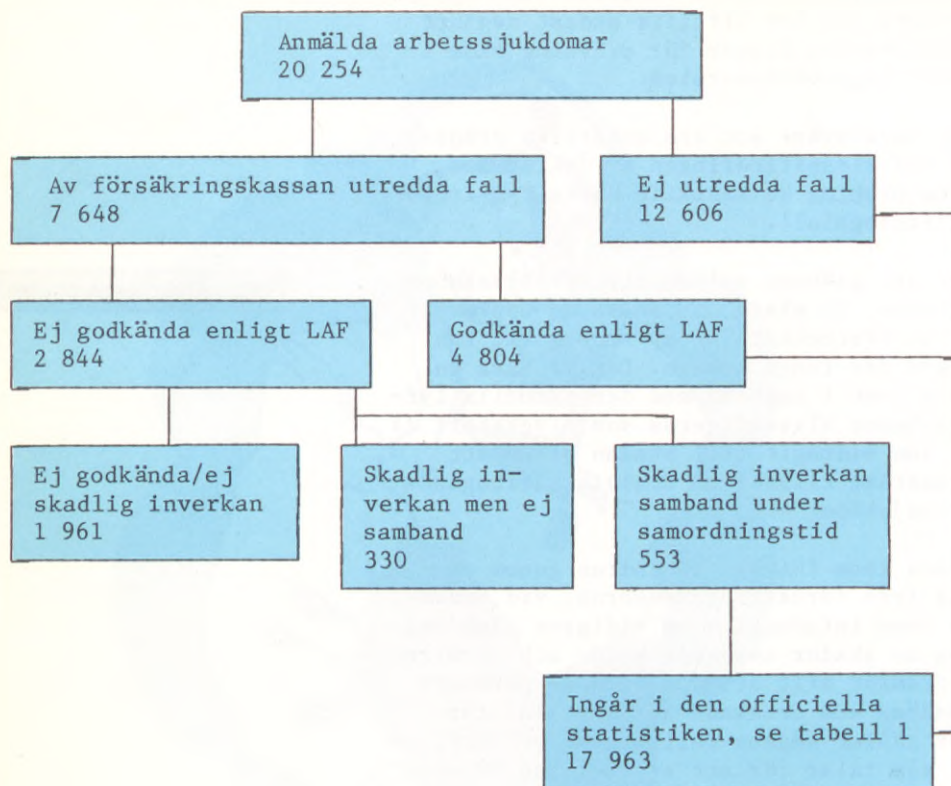 Anmälda arbetssjukdomar
20 254
Av försäkringskassan utredda fall
7 648
Ej utredda fall
12 606
Ej godkända enligt LAF
2 844
Godkända enligt LAF
4 804
Ej godkända/ej
skadlig inverkan
1 961
Skadlig in-
verkan men ej
samband
330
Skadlig inverkan
samband under
samordningstid
553
Ingår i den officiella
statistiken, se tabell 1
17 963